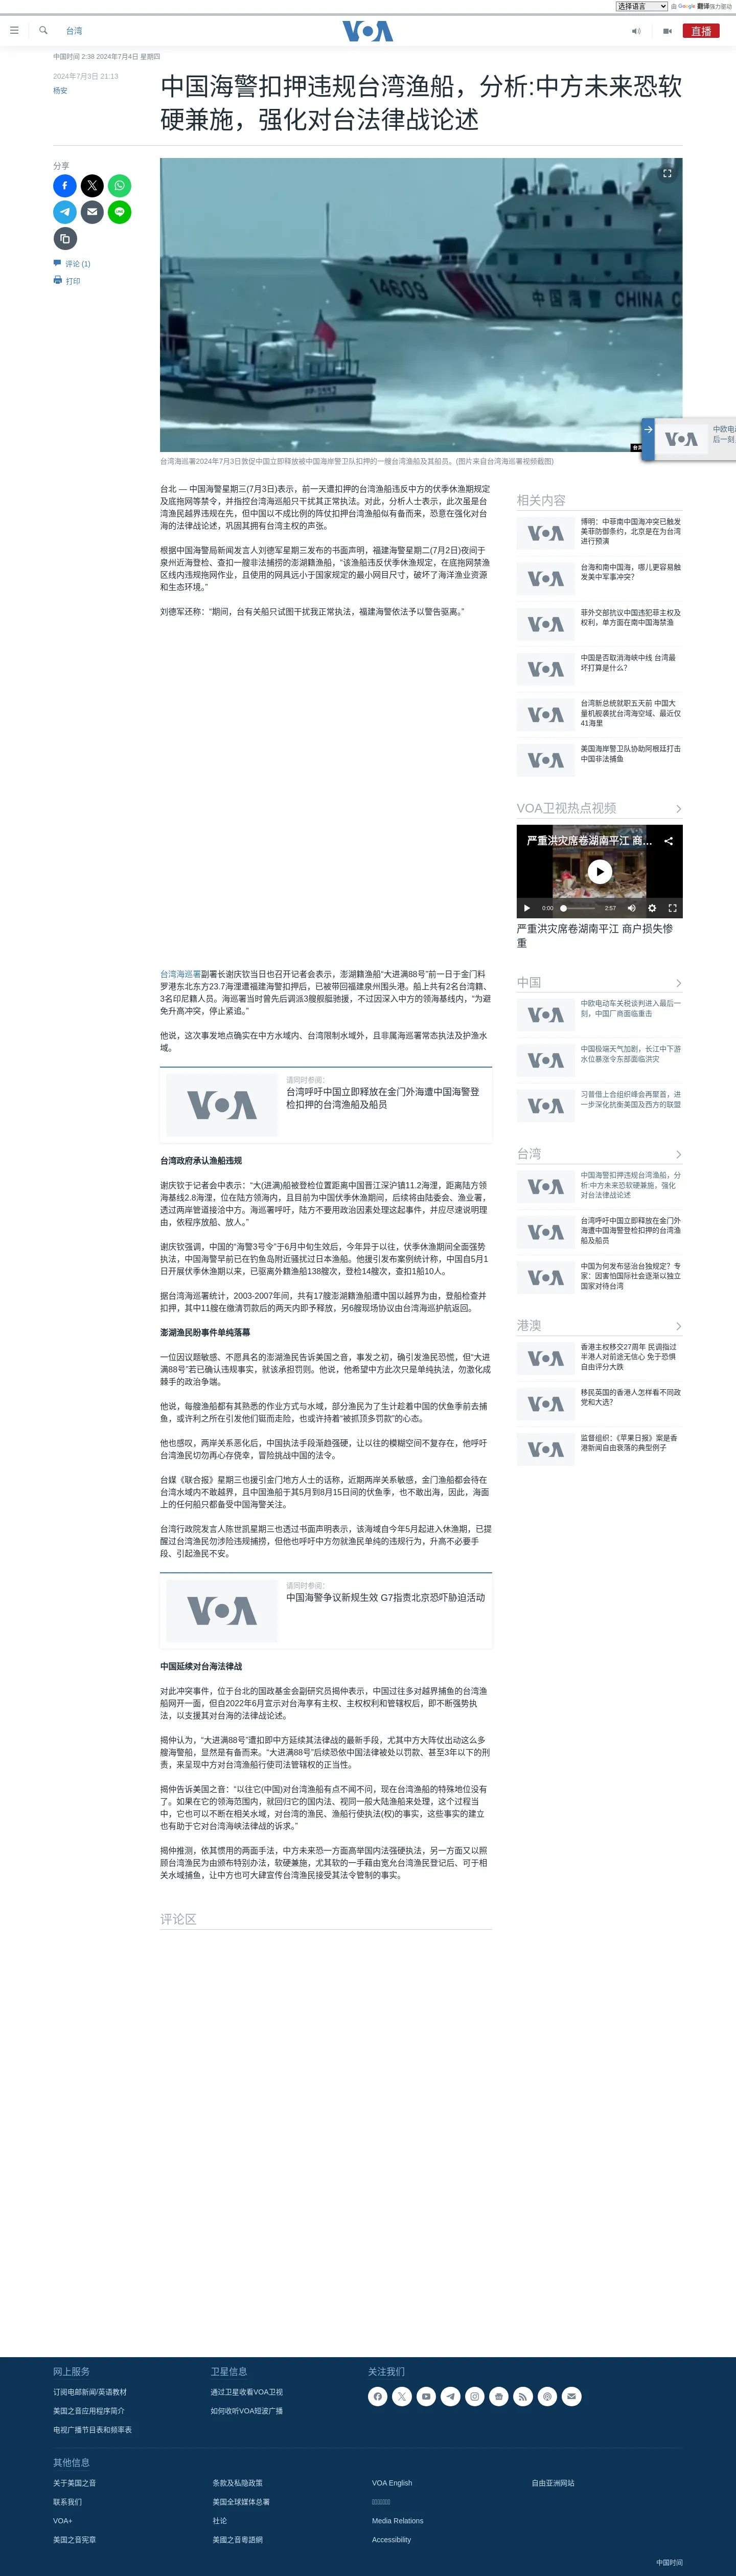 选择语言 由 Google 翻译强力驱动
台湾
VOA
直播
中国时间 2:38 2024年7月4日 星期四
2024年7月3日 21:13
杨安
中国海警扣押违规台湾渔船，分析:中方未来恐软
硬兼施，强化对台法律战论述
分享
评论 (1)
打印
14609
中国海警 CHINA COA
PP-3553
台湾海巡署2024年7月3日敦促中国立即释放被中国海岸警卫队扣押的一艘台湾渔船及其船员。(图片来自台湾海巡署视频截图)
中欧电动
后一刻,
台北 — 中国海警星期三(7月3日)表示，前一天遭扣押的台湾渔船违反中方的伏季休渔期规定
及底拖网等禁令，并指控台湾海巡船只干扰其正常执法。对此，分析人士表示，此次虽是台
湾渔民越界违规在先，但中国以不成比例的阵仗扣押台湾渔船似有备而来，恐意在强化对台
海的法律战论述，巩固其拥有台湾主权的声张。
根据中国海警局新闻发言人刘德军星期三发布的书面声明，福建海警星期二(7月2日)夜间于
泉州近海登检、查扣一艘非法捕捞的澎湖籍渔船，“该渔船违反伏季休渔规定，在底拖网禁渔
区线内违规拖网作业，且使用的网具远小于国家规定的最小网目尺寸，破坏了海洋渔业资源
和生态环境。”
刘德军还称：“期间，台有关船只试图干扰我正常执法，福建海警依法予以警告驱离。”
台湾海巡署副署长谢庆钦当日也召开记者会表示，澎湖籍渔船“大进满88号”前一日于金门料
罗港东北东方23.7海浬遭福建海警扣押后，已被带回福建泉州围头港。船上共有2名台湾籍、
3名印尼籍人员。海巡署当时曾先后调派3艘舰艇驰援，不过因深入中方的领海基线内，“为避
免升高冲突，停止紧追。”
他说，这次事发地点确实在中方水域内、台湾限制水域外，且非属海巡署常态执法及护渔水
域。
请同时参阅：
台湾呼吁中国立即释放在金门外海遭中国海警登
检扣押的台湾渔船及船员
台湾政府承认渔船违规
谢庆钦于记者会中表示：“大(进满)船被登检位置距离中国晋江深沪镇11.2海浬，距离陆方领
海基线2.8海浬，位在陆方领海内，且目前为中国伏季休渔期间，后续将由陆委会、渔业署，
透过两岸管道接洽中方。海巡署呼吁，陆方不要用政治因素处理这起事件，并应尽速说明理
由，依程序放船、放人。”
谢庆钦强调，中国的“海警3号令”于6月中旬生效后，今年异于以往，伏季休渔期间全面强势
执法，中国海警早前已在钓鱼岛附近骚扰过日本渔船。他援引发布案例统计称，中国自5月1
日开展伏季休渔期以来，已驱离外籍渔船138艘次，登检14艘次，查扣1船10人。
据台湾海巡署统计，2003-2007年间，共有17艘澎湖籍渔船遭中国以越界为由，登船检查并
扣押，其中11艘在缴清罚款后的两天内即予释放，另6艘现场协议由台湾海巡护航返回。
澎湖渔民盼事件单纯落幕
一位因议题敏感、不愿具名的澎湖渔民告诉美国之音，事发之初，确引发渔民恐慌，但“大进
满88号”若已确认违规事实，就该承担罚则。他说，他希望中方此次只是单纯执法，勿激化成
棘手的政治争端。
他说，每艘渔船都有其熟悉的作业方式与水域，部分渔民为了生计趁着中国的伏鱼季前去捕
鱼，或许利之所在引发他们铤而走险，也或许持着“被抓顶多罚款”的心态。
他也感叹，两岸关系恶化后，中国执法手段渐趋强硬，让以往的模糊空间不复存在，他呼吁
台湾渔民切勿再心存侥幸，冒险挑战中国的法令。
台媒《联合报》星期三也援引金门地方人士的话称，近期两岸关系敏感，金门渔船都会待在
台湾水域内不敢越界，且中国渔船于其5月到8月15日间的伏鱼季，也不敢出海，因此，海面
上的任何船只都备受中国海警关注。
台湾行政院发言人陈世凯星期三也透过书面声明表示，该海域自今年5月起进入休渔期，已提
醒过台湾渔民勿涉险违规捕捞，但他也呼吁中方勿就渔民单纯的违规行为，升高不必要手
段、引起渔民不安。
请同时参阅：
中国海警争议新规生效 G7指责北京恐吓胁迫活动
中国延续对台海法律战
对此冲突事件，位于台北的国政基金会副研究员揭仲表示，中国过往多对越界捕鱼的台湾渔
船网开一面，但自2022年6月宣示对台海享有主权、主权权利和管辖权后，即不断强势执
法，以支援其对台海的法律战论述。
揭仲认为，“大进满88号”遭扣即中方延续其法律战的最新手段，尤其中方大阵仗出动这么多
艘海警船，显然是有备而来。“大进满88号”后续恐依中国法律被处以罚款、甚至3年以下的刑
责，来呈现中方对台湾渔船行使司法管辖权的正当性。
揭仲告诉美国之音：“以往它(中国)对台湾渔船有点不闻不问，现在台湾渔船的特殊地位没有
了。如果在它的领海范围内，就回归它的国内法、视同一般大陆渔船来处理，这个过程当
中，它也可以不断在相关水域，对台湾的渔民、渔船行使执法(权)的事实，这些事实的建立
也有助于它对台湾海峡法律战的诉求。”
揭仲推测，依其惯用的两面手法，中方未来恐一方面高举国内法强硬执法，另一方面又以照
顾台湾渔民为由颁布特别办法，软硬兼施，尤其软的一手藉由宽允台湾渔民登记后、可于相
关水域捕鱼，让中方也可大肆宣传台湾渔民接受其法令管制的事实。
评论区
相关内容
博明：中菲南中国海冲突已触发
美菲防御条约，北京是在为台湾
进行预演
台海和南中国海，哪儿更容易触
发美中军事冲突？
菲外交部抗议中国违犯菲主权及
权利，单方面在南中国海禁渔
中国是否取消海峡中线 台湾最
坏打算是什么？
台湾新总统就职五天前 中国大
量机舰袭扰台湾海空域、最近仅
41海里
美国海岸警卫队协助阿根廷打击
中国非法捕鱼
VOA卫视热点视频
严重洪灾席卷湖南平江 商...
0:00 2:57
严重洪灾席卷湖南平江 商户损失惨
重
中国
中欧电动车关税谈判进入最后一
刻，中国厂商面临重击
中国极端天气加剧，长江中下游
水位暴涨令东部面临洪灾
习普借上合组织峰会再聚首，进
一步深化抗衡美国及西方的联盟
台湾
中国海警扣押违规台湾渔船，分
析:中方未来恐软硬兼施，强化
对台法律战论述
台湾呼吁中国立即释放在金门外
海遭中国海警登检扣押的台湾渔
船及船员
中国为何发布惩治台独规定？专
家：因害怕国际社会逐渐以独立
国家对待台湾
港澳
香港主权移交27周年 民调指过
半港人对前途无信心 免于恐惧
自由评分大跌
移民英国的香港人怎样看不同政
党和大选？
监督组织：《苹果日报》案是香
港新闻自由衰落的典型例子
网上服务
订阅电邮新闻/英语教材
美国之音应用程序简介
电视广播节目表和频率表
卫星信息
通过卫星收看VOA卫视
如何收听VOA短波广播
关注我们
其他信息
关于美国之音
联系我们
VOA+
美国之音宪章
条款及私隐政策
美国全球媒体总署
社论
美國之音粵語網
VOA English
Media Relations
Accessibility
自由亚洲网站
中国时间